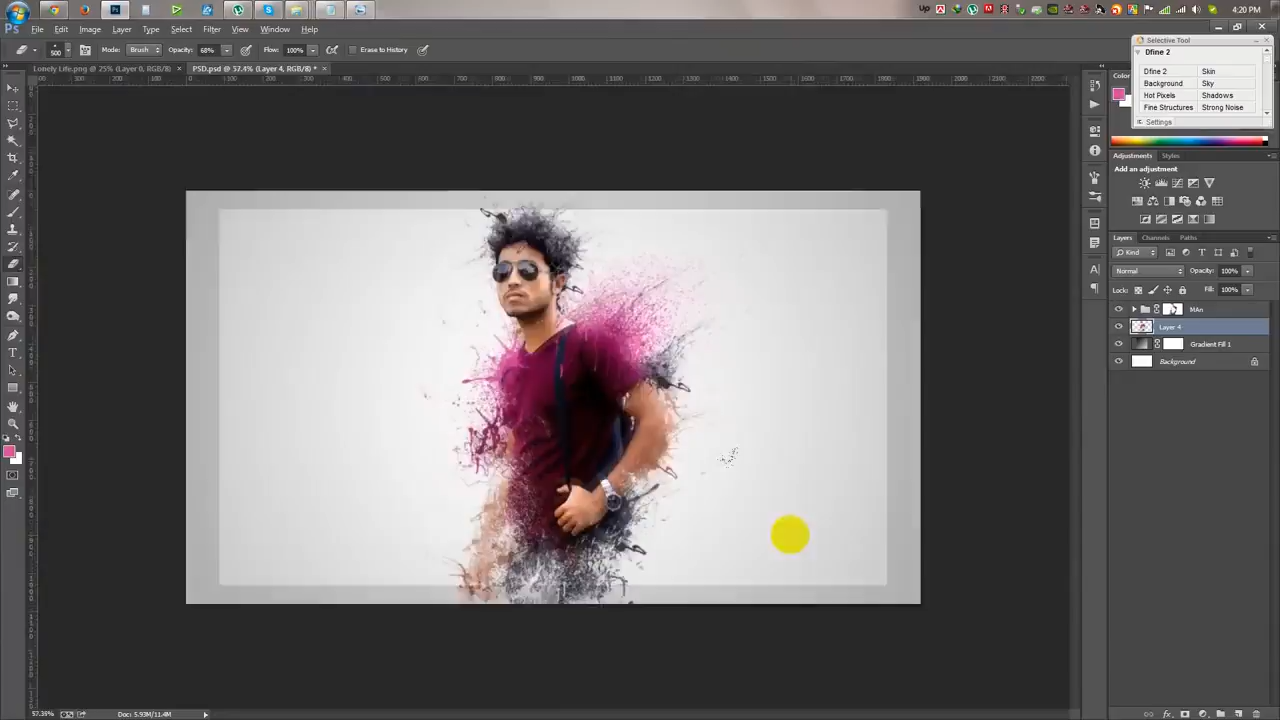 Up
4:20 PM
Ps
File Edit Image Layer Type Select Filter View Window Help
500 Mode: Brush Opacity: 68% Flow: 100% Erase to History
Lonely Life.png @ 25% (Layer 0, RGB/8) × PSD.psd @ 57.4% (Layer 4, RGB/8) * ×
Selective Tool
Dfine 2
Dfine 2 Skin
Background Sky
Hot Pixels Shadows
Fine Structures Strong Noise
Settings
Color
Adjustments Styles
Add an adjustment
Layers Channels Paths
Kind
Normal Opacity: 100%
Lock: Fill: 100%
MAn
Layer 4
Gradient Fill 1
Background
57.38% Doc: 5.93M/11.4M